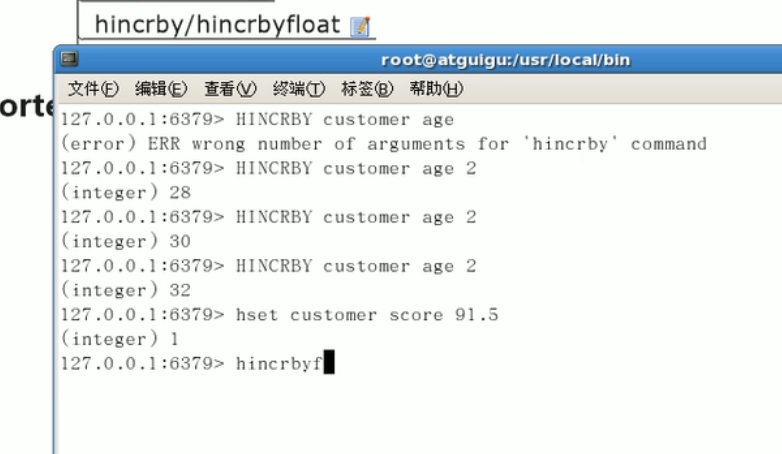 hincrby/hincrbyfloat
root@atguigu:/usr/local/bin
文件(F) 编辑(E) 查看(V) 终端(T) 标签(B) 帮助(H)
orte
127.0.0.1:6379> HINCRBY customer age
(error) ERR wrong number of arguments for 'hincrby' command
127.0.0.1:6379> HINCRBY customer age 2
(integer) 28
127.0.0.1:6379> HINCRBY customer age 2
(integer) 30
127.0.0.1:6379> HINCRBY customer age 2
(integer) 32
127.0.0.1:6379> hset customer score 91.5
(integer) 1
127.0.0.1:6379> hincrbyf